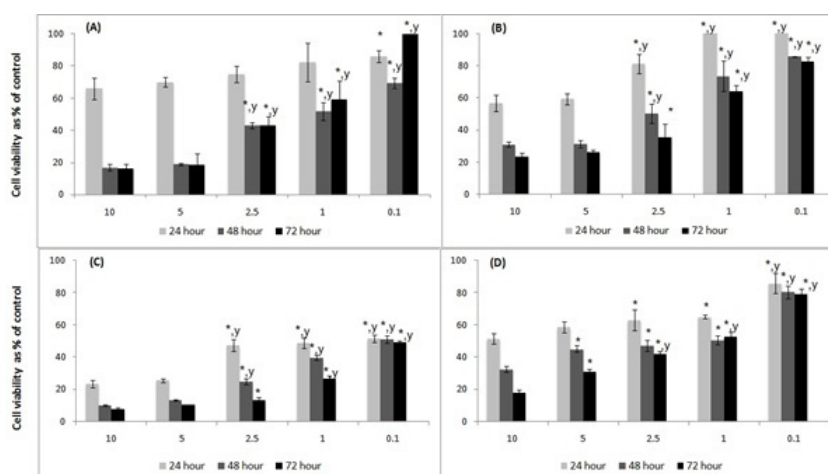 Cell viability as % of control
(A)
100
80
60
40
20
0
*,y *,y
*,y *,y
*
*,y
*,y
10 5 2.5 1 0.1
24 hour 48 hour 72 hour
(B)
100
80
60
40
20
0
*,y
*,y
*
*,y
*,y
*,y
*,y
*,y *,y
10 5 2.5 1 0.1
24 hour 48 hour 72 hour
Cell viability as % of control
(C)
100
80
60
40
20
0
*,y
*,y
*
*,y
*,y
*,y
*,y *,y *,y
10 5 2.5 1 0.1
24 hour 48 hour 72 hour
(D)
100
80
60
40
20
0
*
*
*
*
*,y
*
*
*,y
*,y
*,y
*,y
10 5 2.5 1 0.1
24 hour 48 hour 72 hour